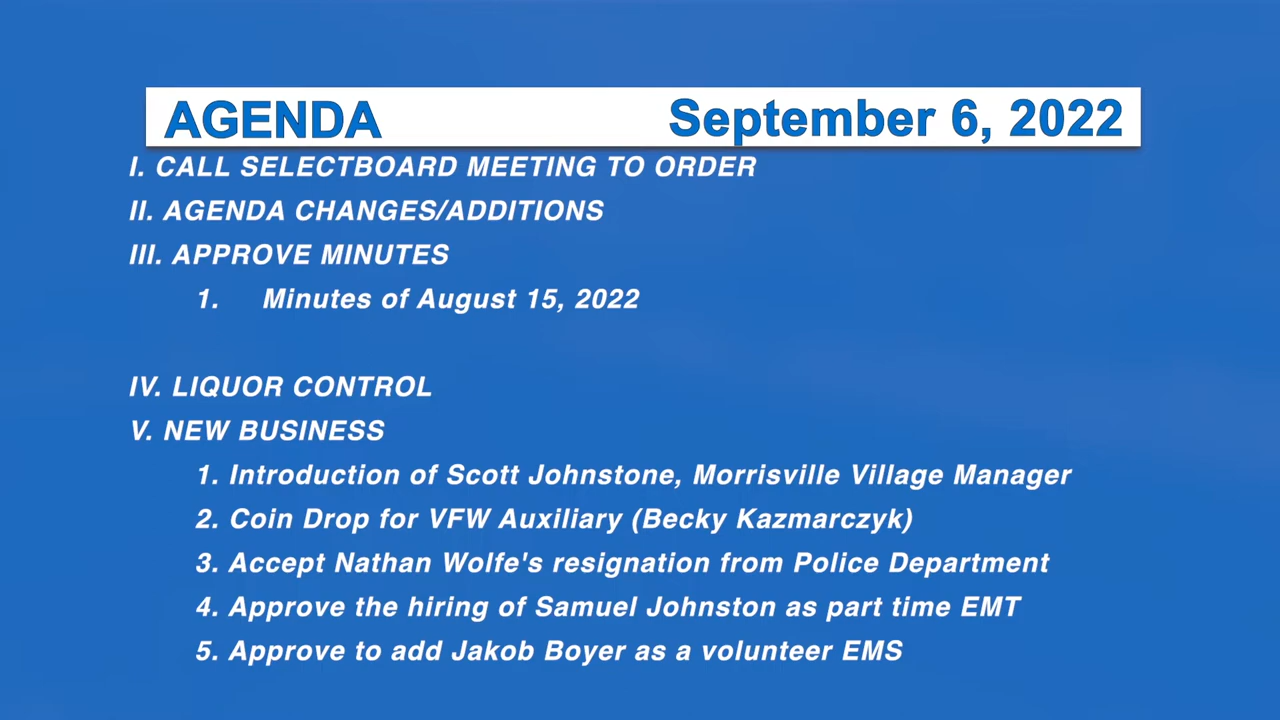 AGENDA September 6, 2022
I. CALL SELECTBOARD MEETING TO ORDER
II. AGENDA CHANGES/ADDITIONS
III. APPROVE MINUTES
1. Minutes of August 15, 2022
IV. LIQUOR CONTROL
V. NEW BUSINESS
1. Introduction of Scott Johnstone, Morrisville Village Manager
2. Coin Drop for VFW Auxiliary (Becky Kazmarczyk)
3. Accept Nathan Wolfe's resignation from Police Department
4. Approve the hiring of Samuel Johnston as part time EMT
5. Approve to add Jakob Boyer as a volunteer EMS